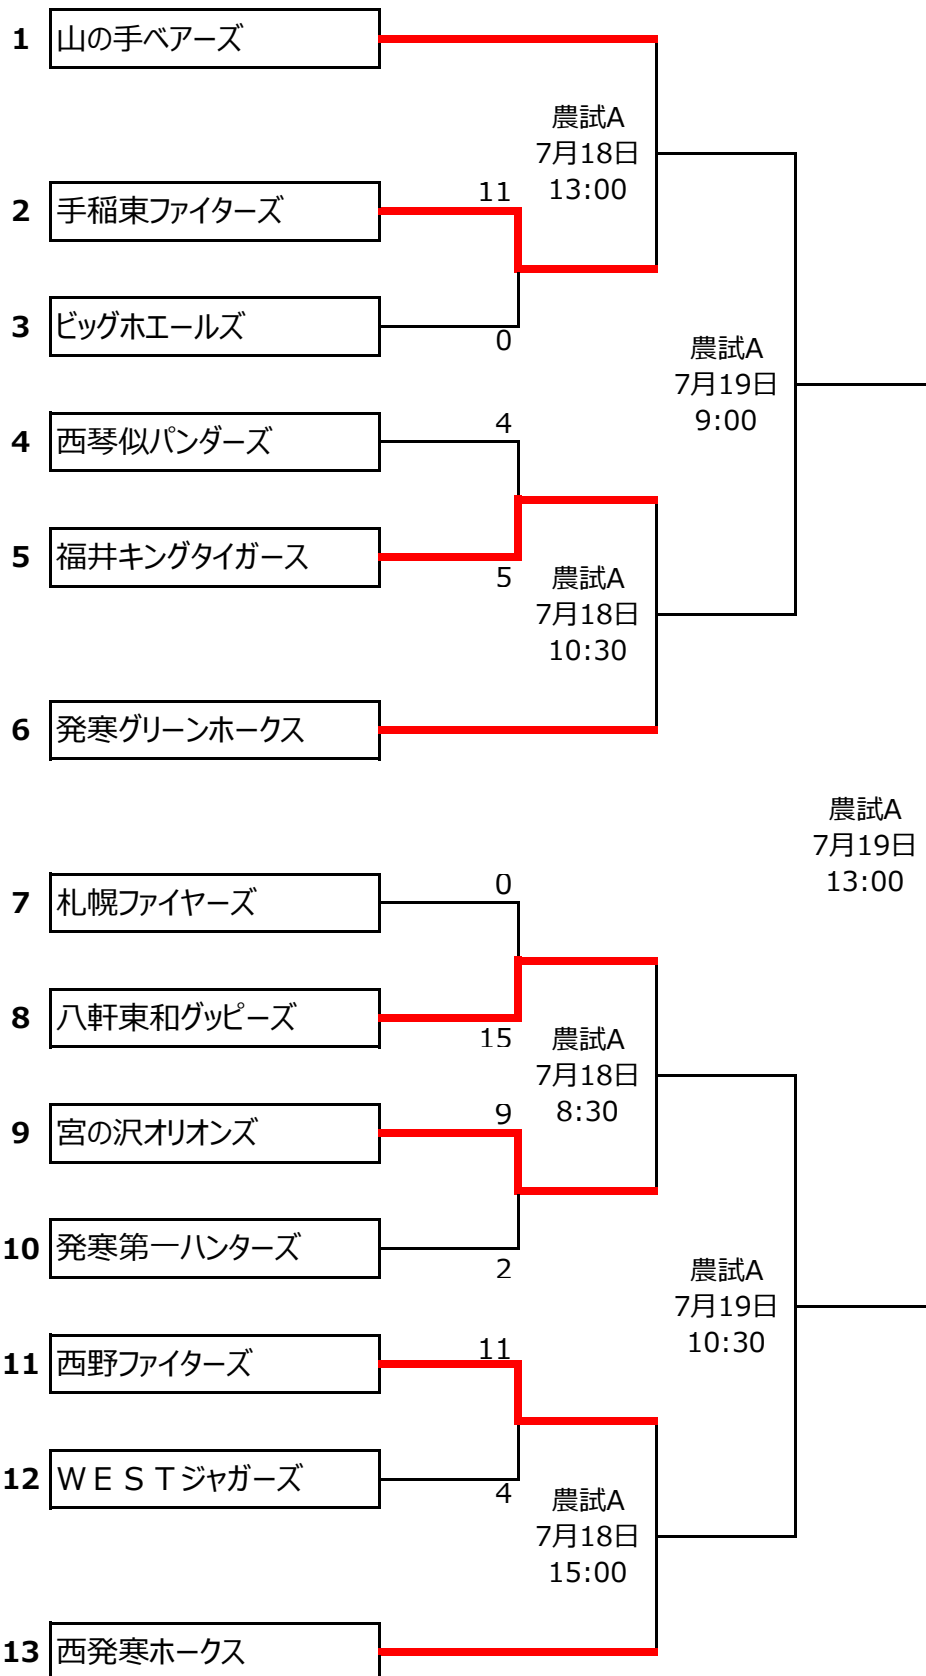 1 山の手ベアーズ
農試A
7月18日
13:00
2 手稲東ファイターズ 11
3 ビッグホエールズ 0
農試A
7月19日
9:00
4 西琴似パンダーズ 4
5 福井キングタイガース 5
農試A
7月18日
10:30
6 発寒グリーンホークス
農試A
7月19日
13:00
7 札幌ファイヤーズ 0
8 八軒東和グッピーズ 15
農試A
7月18日
8:30
9 宮の沢オリオンズ 9
10 発寒第一ハンターズ 2
農試A
7月19日
10:30
11 西野ファイターズ 11
12 ＷＥＳＴジャガーズ 4
農試A
7月18日
15:00
13 西発寒ホークス